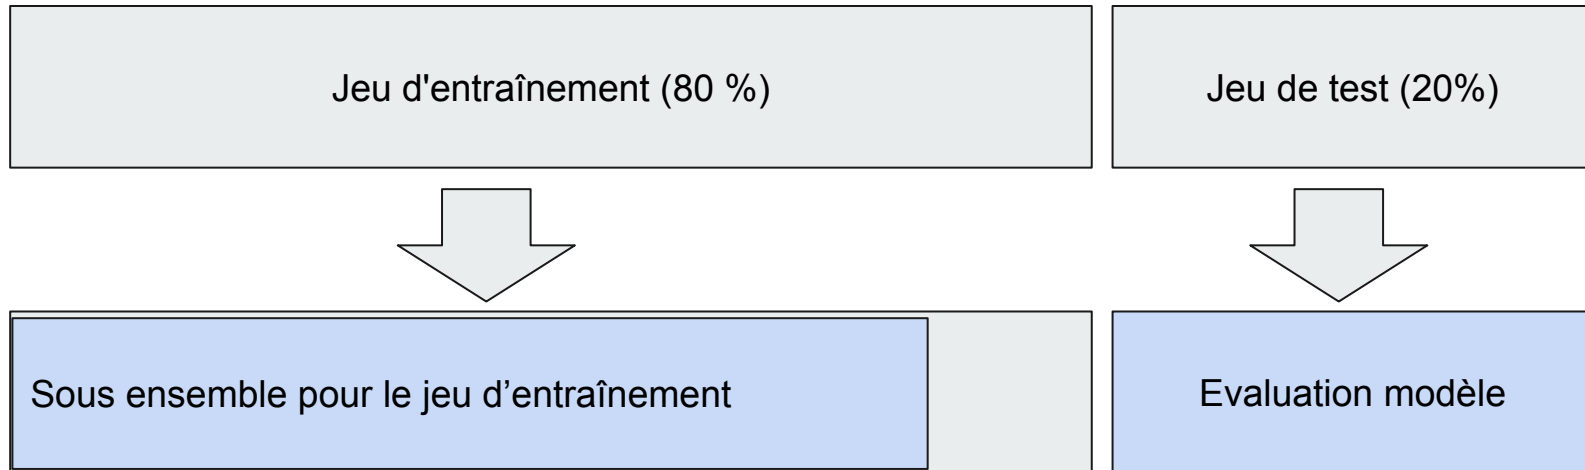 Jeu d'entraînement (80 %)
Jeu de test (20%)
Sous ensemble pour le jeu d’entraînement
Evaluation modèle